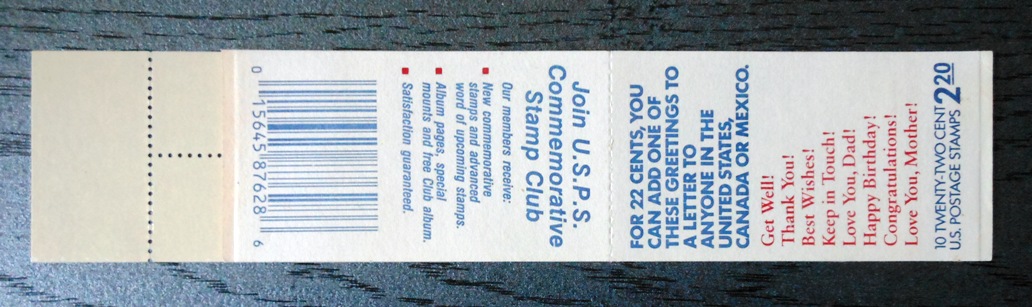 Join U.S.P.S.
Commemorative
Stamp Club
Our members receive:
New commemorative
stamps and advanced
word of upcoming stamps.
Album pages, special
mounts and free Club album.
Satisfaction guaranteed.
0 15645 87628 6
FOR 22 CENTS, YOU
CAN ADD ONE OF
THESE GREETINGS TO
A LETTER TO
ANYONE IN THE
UNITED STATES,
CANADA OR MEXICO.
Get Well!
Thank You!
Best Wishes!
Keep in Touch!
Love You, Dad!
Happy Birthday!
Congratulations!
Love You, Mother!
10 TWENTY-TWO CENT
U.S. POSTAGE STAMPS 2 20